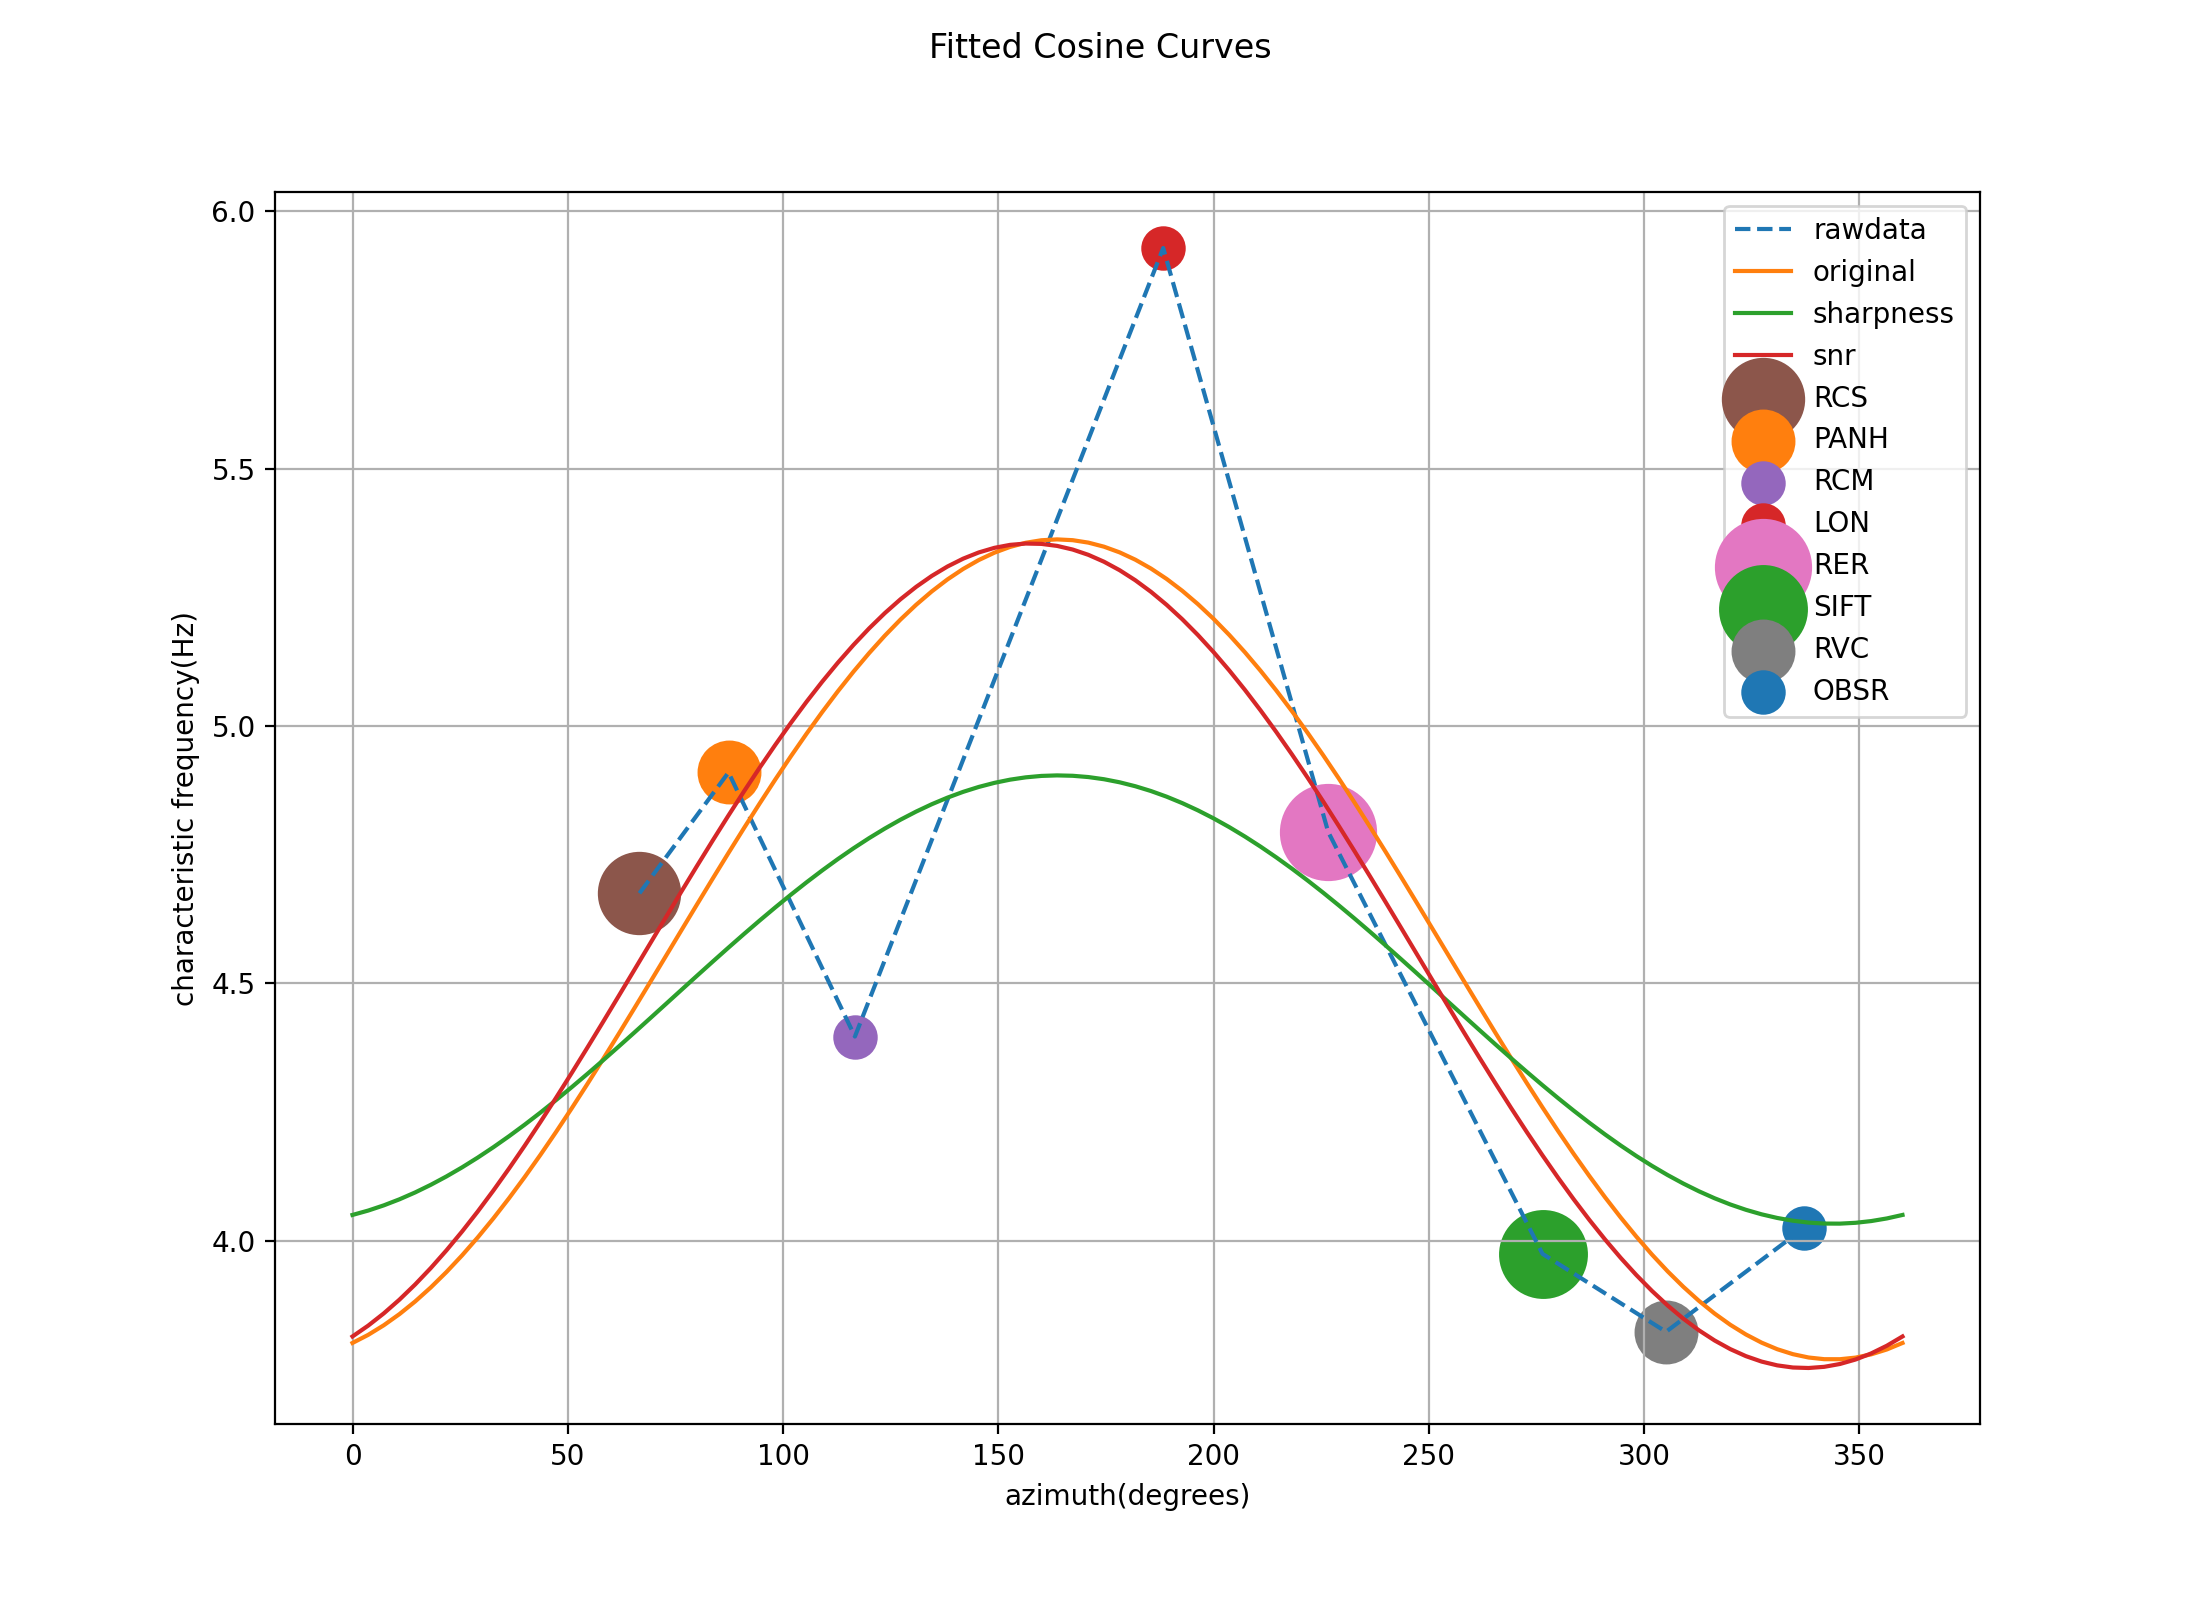 Fitted Cosine Curves
6.0
5.5
5.0
4.5
4.0
characteristic frequency(Hz)
rawdata
original
sharpness
snr
RCS
PANH
RCM
LON
RER
SIFT
RVC
OBSR
0 50 100 150 200 250 300 350
azimuth(degrees)